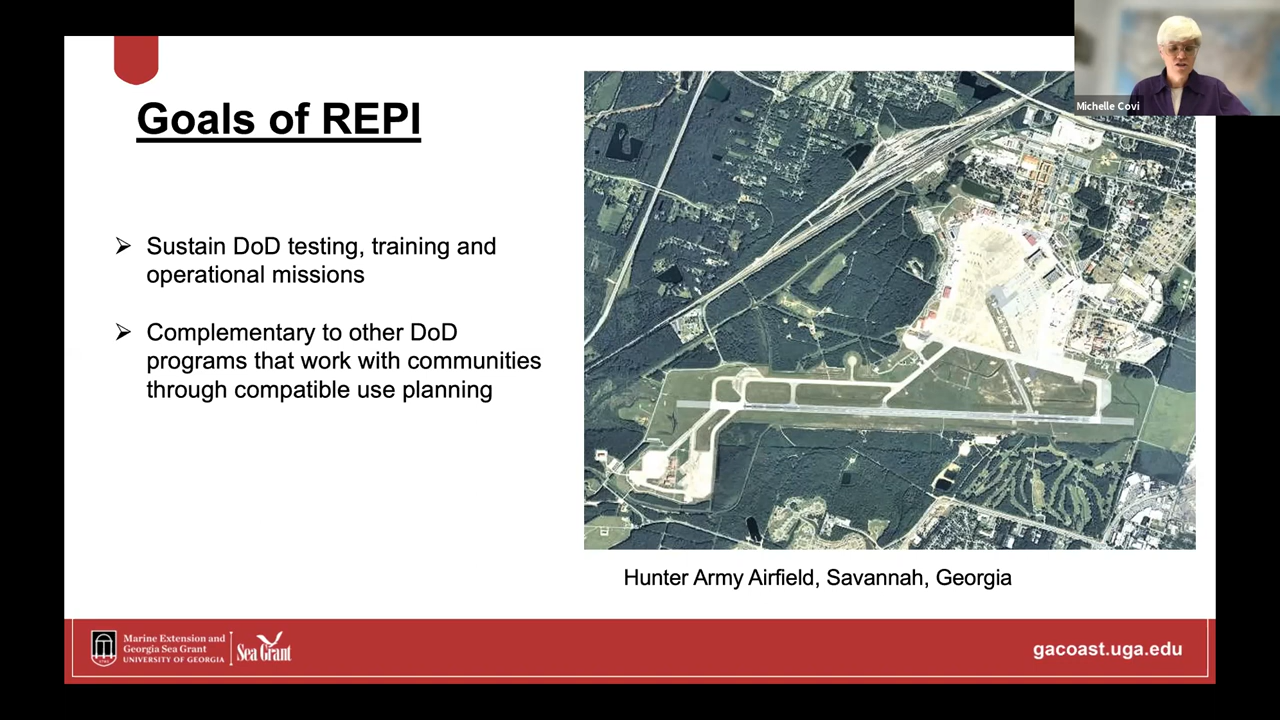 Michelle Covi
Goals of REPI
➢ Sustain DoD testing, training and
operational missions
➢ Complementary to other DoD
programs that work with communities
through compatible use planning
Hunter Army Airfield, Savannah, Georgia
Marine Extension and
Georgia Sea Grant
UNIVERSITY OF GEORGIA
Sea Grant
gacoast.uga.edu